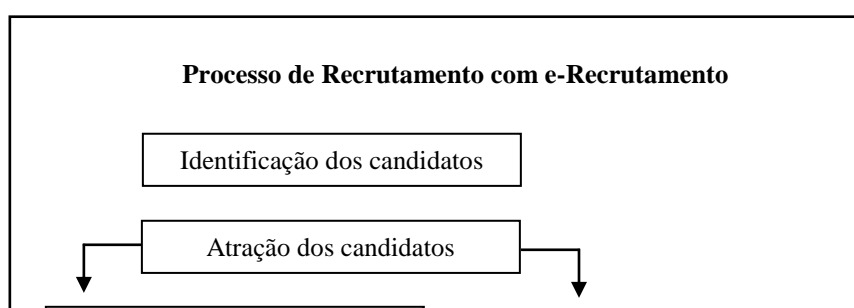 Processo de Recrutamento com e-Recrutamento
Identificação dos candidatos
Atração dos candidatos